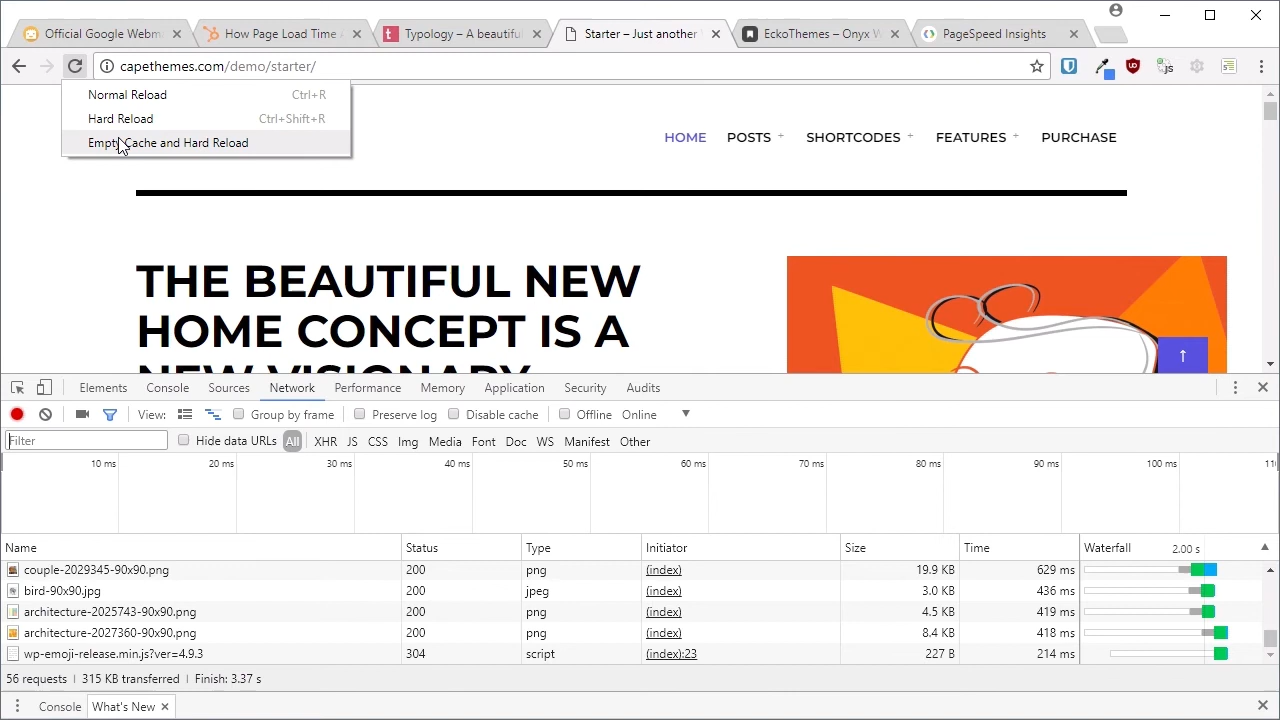 Official Google Webm
How Page Load Time A
Typology – A beautiful
Starter – Just another
EckoThemes – Onyx W
PageSpeed Insights
capethemes.com/demo/starter/
Normal Reload Ctrl+R
Hard Reload Ctrl+Shift+R
Empty Cache and Hard Reload
HOME POSTS + SHORTCODES + FEATURES + PURCHASE
THE BEAUTIFUL NEW
HOME CONCEPT IS A
NEW VISIONARY
Elements Console Sources Network Performance Memory Application Security Audits
View: Group by frame Preserve log Disable cache Offline Online
Filter Hide data URLs All XHR JS CSS Img Media Font Doc WS Manifest Other
10 ms 20 ms 30 ms 40 ms 50 ms 60 ms 70 ms 80 ms 90 ms 100 ms
Name Status Type Initiator Size Time Waterfall 2.00 s
couple-2029345-90x90.png 200 png (index) 19.9 KB 629 ms
bird-90x90.jpg 200 jpeg (index) 3.0 KB 436 ms
architecture-2025743-90x90.png 200 png (index) 4.5 KB 419 ms
architecture-2027360-90x90.png 200 png (index) 8.4 KB 418 ms
wp-emoji-release.min.js?ver=4.9.3 304 script (index):23 227 B 214 ms
56 requests | 315 KB transferred | Finish: 3.37 s
Console What's New